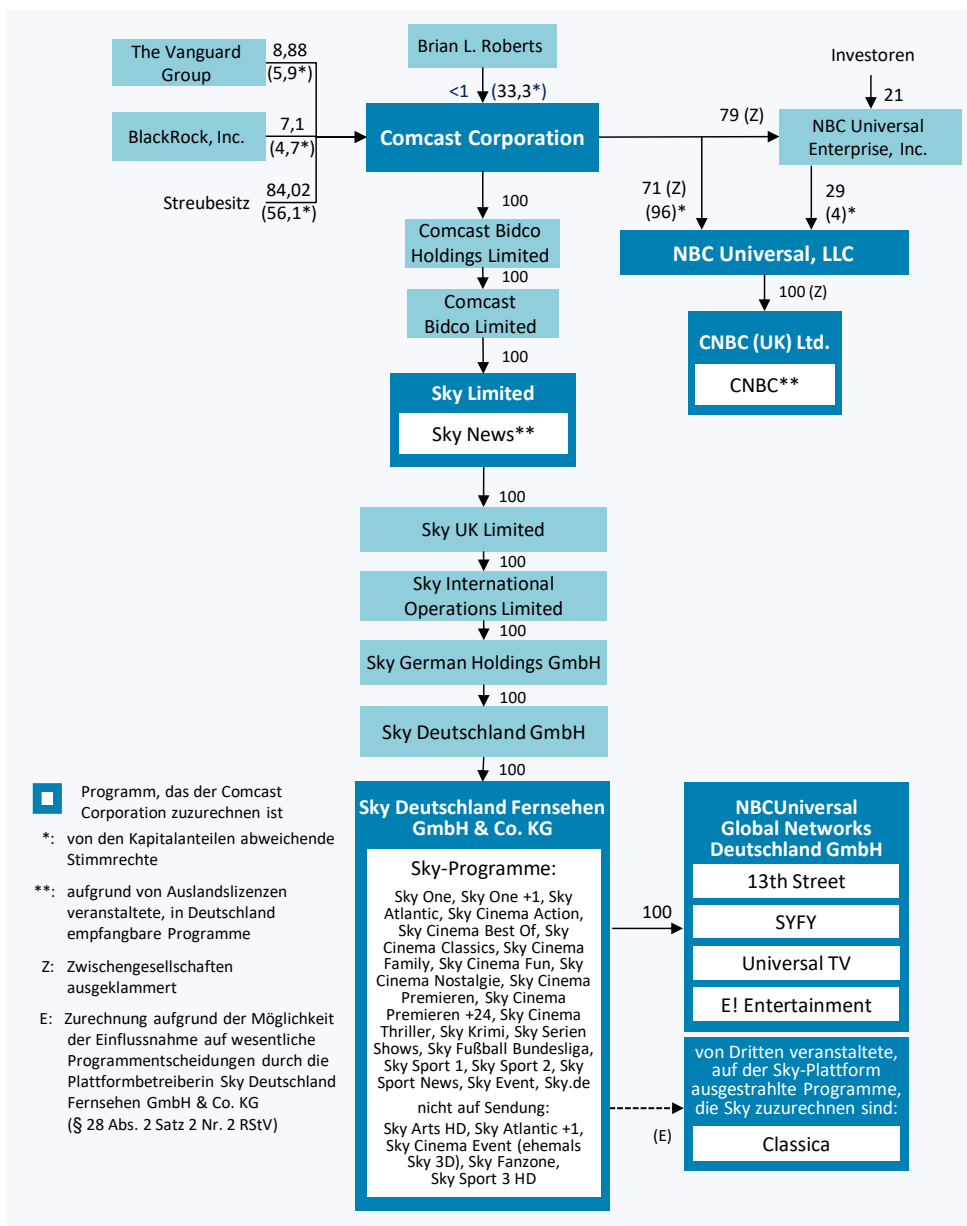 The Vanguard
Group
8,88
(5,9*)
BlackRock, Inc.
7,1
(4,7*)
Streubesitz
84,02
(56,1*)
Brian L. Roberts
<1
(33,3*)
Comcast Corporation
79 (Z)
Investoren
21
NBC Universal
Enterprise, Inc.
71 (Z)
(96)*
29
(4)*
NBC Universal, LLC
100 (Z)
CNBC (UK) Ltd.
CNBC**
100
Comcast Bidco
Holdings Limited
100
Comcast
Bidco Limited
100
Sky Limited
Sky News**
100
Sky UK Limited
100
Sky International
Operations Limited
100
Sky German Holdings GmbH
100
Sky Deutschland GmbH
100
Sky Deutschland Fernsehen
GmbH & Co. KG
Sky-Programme:
Sky One, Sky One +1, Sky
Atlantic, Sky Cinema Action,
Sky Cinema Best Of, Sky
Cinema Classics, Sky Cinema
Family, Sky Cinema Fun, Sky
Cinema Nostalgie, Sky Cinema
Premieren, Sky Cinema
Premieren +24, Sky Cinema
Thriller, Sky Krimi, Sky Serien
Shows, Sky Fußball Bundesliga,
Sky Sport 1, Sky Sport 2, Sky
Sport News, Sky Event, Sky.de
nicht auf Sendung:
Sky Arts HD, Sky Atlantic +1,
Sky Cinema Event (ehemals
Sky 3D), Sky Fanzone,
Sky Sport 3 HD
100
NBCUniversal
Global Networks
Deutschland GmbH
13th Street
SYFY
Universal TV
E! Entertainment
(E)
von Dritten veranstaltete,
auf der Sky-Plattform
ausgestrahlte Programme,
die Sky zuzurechnen sind:
Classica
Programm, das der Comcast
Corporation zuzurechnen ist
*: von den Kapitalanteilen abweichende
Stimmrechte
**: aufgrund von Auslandslizenzen
veranstaltete, in Deutschland
empfangbare Programme
Z: Zwischengesellschaften
ausgeklammert
E: Zurechnung aufgrund der Möglichkeit
der Einflussnahme auf wesentliche
Programmentscheidungen durch die
Plattformbetreiberin Sky Deutschland
Fernsehen GmbH & Co. KG
(§ 28 Abs. 2 Satz 2 Nr. 2 RStV)